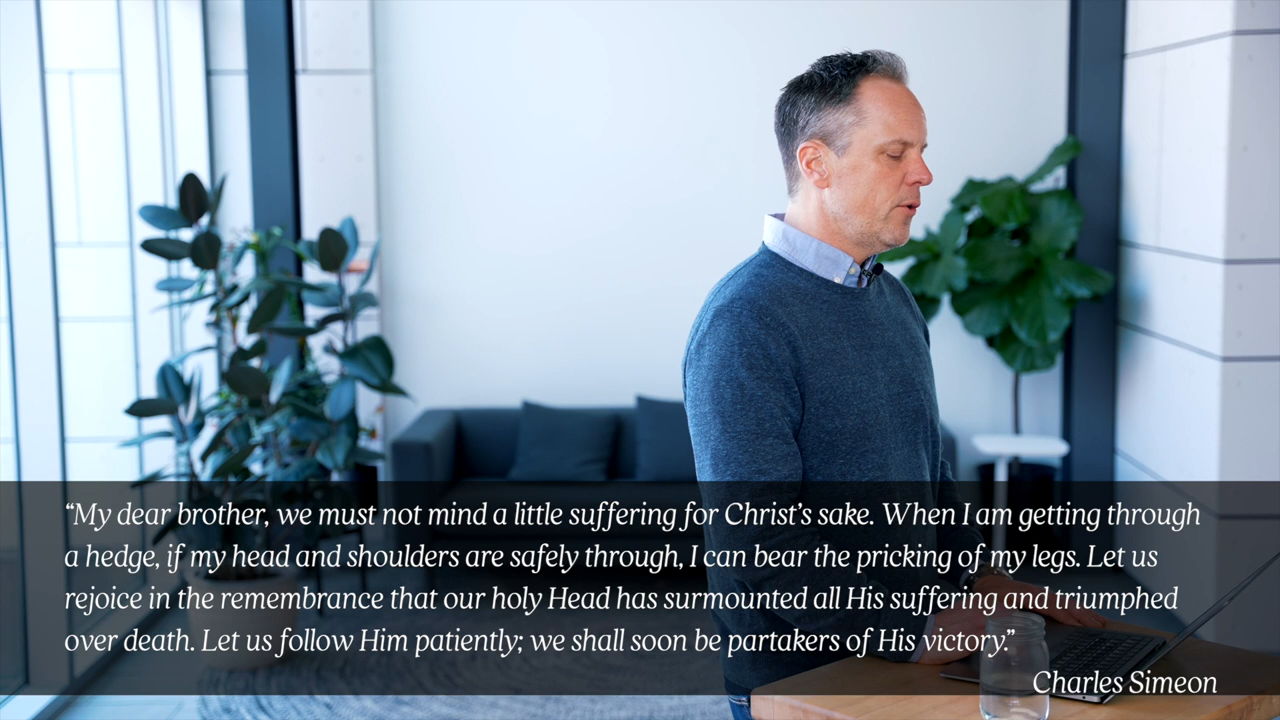 “My dear brother, we must not mind a little suffering for Christ’s sake. When I am getting through
a hedge, if my head and shoulders are safely through, I can bear the pricking of my legs. Let us
rejoice in the remembrance that our holy Head has surmounted all His suffering and triumphed
over death. Let us follow Him patiently; we shall soon be partakers of His victory.”
Charles Simeon